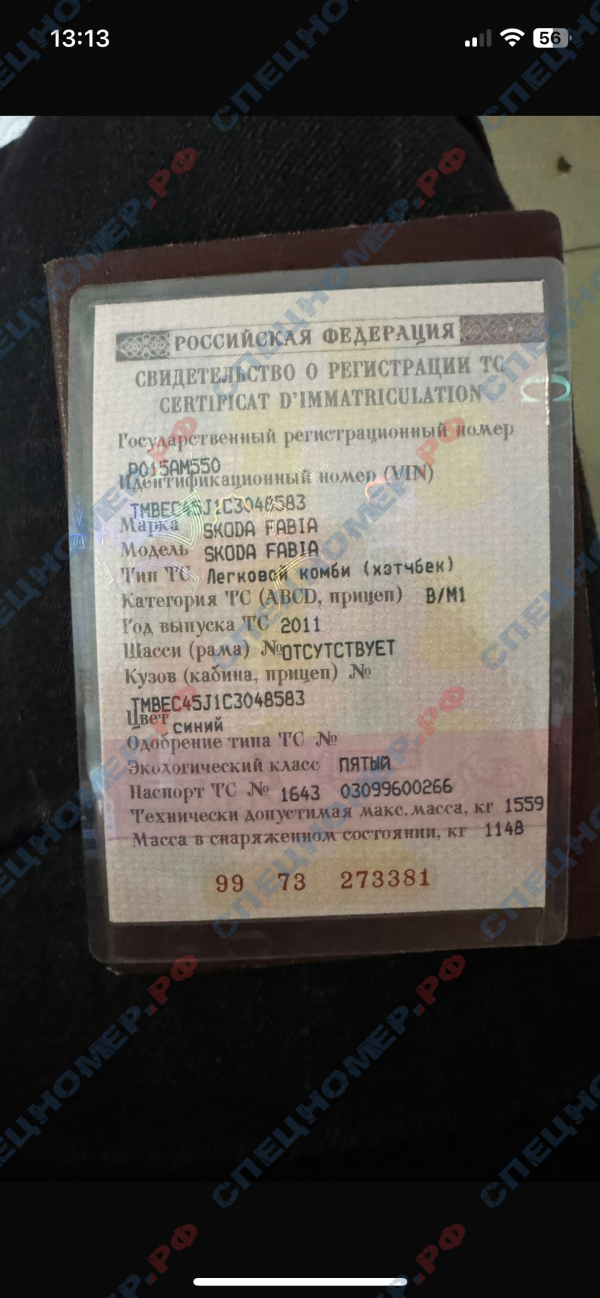 13:13
56
РОССИЙСКАЯ ФЕДЕРАЦИЯ
СВИДЕТЕЛЬСТВО О РЕГИСТРАЦИИ ТС
CERTIFICAT D'IMMATRICULATION
Государственный регистрационный номер
Р015АМ550
Идентификационный номер (VIN)
TMBEC45J1C3048583
Марка SKODA FABIA
Модель SKODA FABIA
Тип ТС Легковой комби (хэтчбек)
Категория ТС (ABCD, прицеп) B/M1
Год выпуска ТС 2011
Шасси (рама) № ОТСУТСТВУЕТ
Кузов (кабина, прицеп) №
TMBEC45J1C3048583
Цвет синий
Одобрение типа ТС №
Экологический класс ПЯТЫЙ
Паспорт ТС № 1643 03099600266
Технически допустимая макс.масса, кг 1559
Масса в снаряженном состоянии, кг 1148
99 73 273381
СПЕЦНОМЕР.РФ